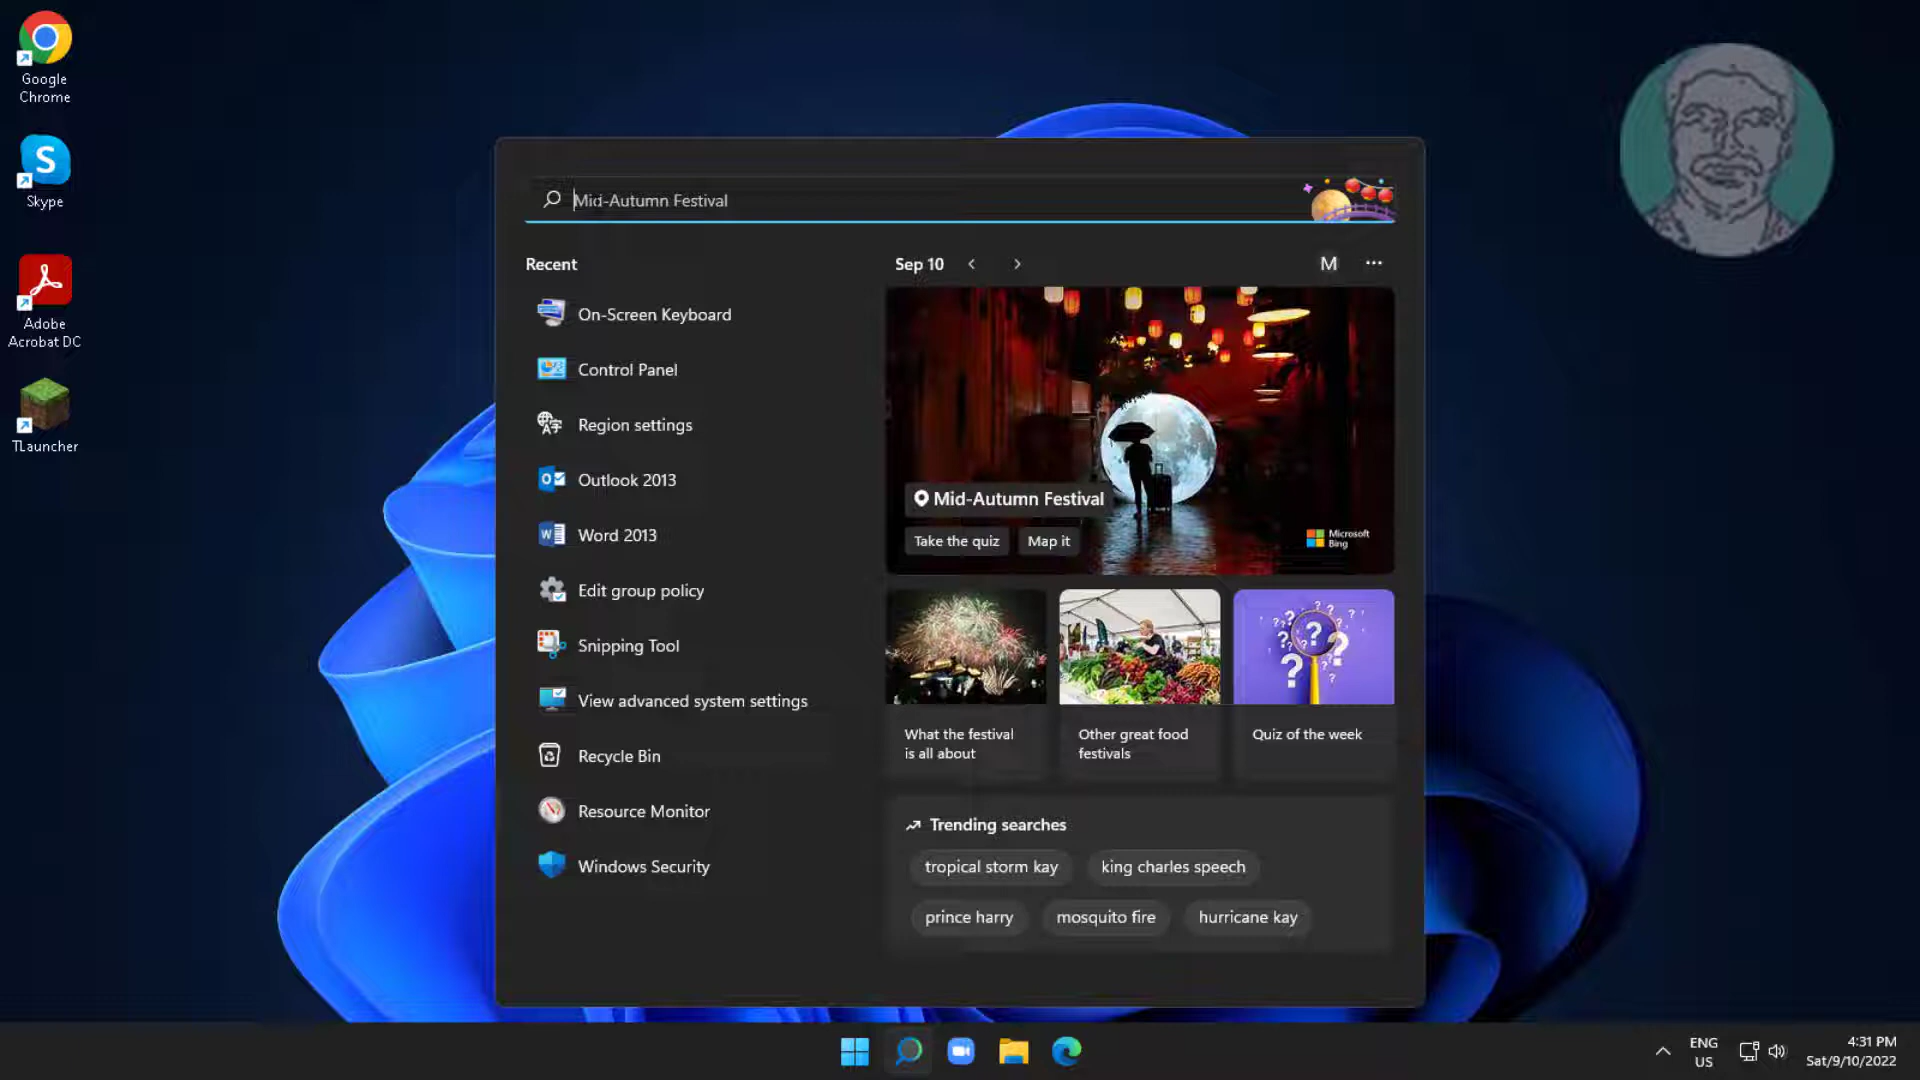 Google
Chrome
Skype
Adobe
Acrobat DC
TLauncher
Mid-Autumn Festival
Recent
On-Screen Keyboard
Control Panel
Region settings
Outlook 2013
Word 2013
Edit group policy
Snipping Tool
View advanced system settings
Recycle Bin
Resource Monitor
Windows Security
Sep 10
M
Mid-Autumn Festival
Take the quiz
Map it
Microsoft
Bing
What the festival
is all about
Other great food
festivals
Quiz of the week
Trending searches
tropical storm kay
king charles speech
prince harry
mosquito fire
hurricane kay
ENG
US
4:31 PM
Sat/9/10/2022